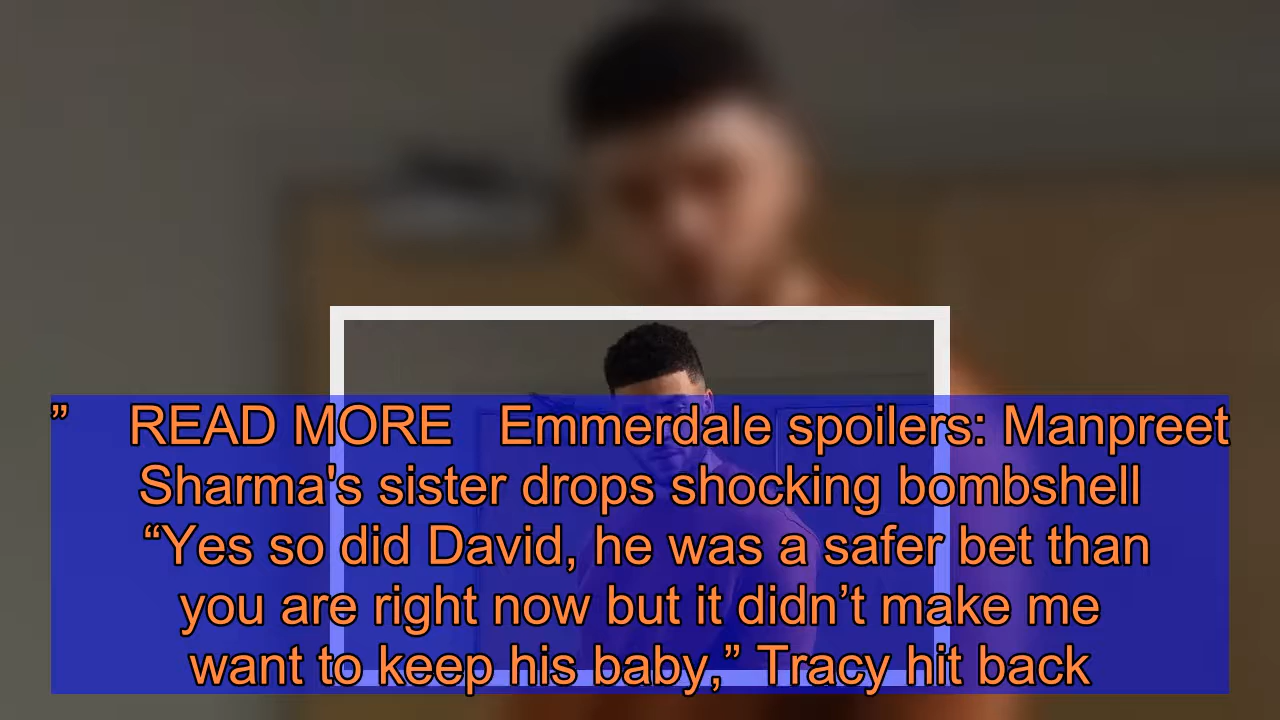 ” READ MORE Emmerdale spoilers: Manpreet
Sharma's sister drops shocking bombshell
“Yes so did David, he was a safer bet than
you are right now but it didn’t make me
want to keep his baby,” Tracy hit back